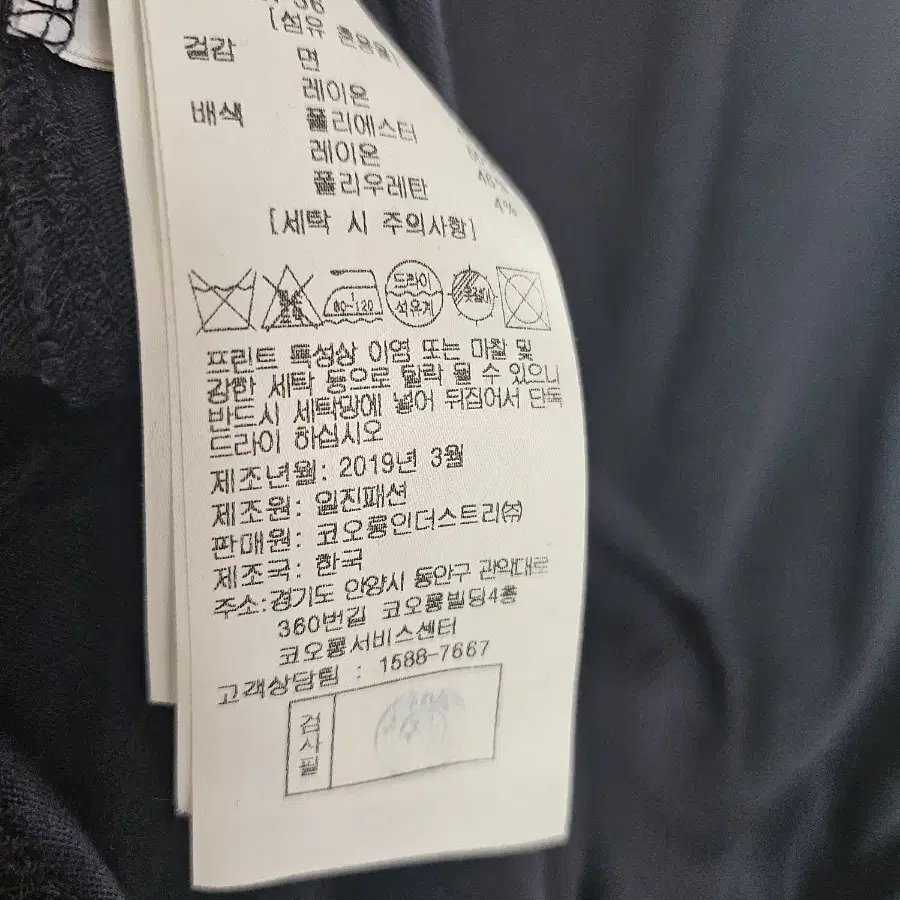 [섬유 혼용률]
겉감 면
레이온
배색 폴리에스터
레이온
폴리우레탄 4%
[세탁 시 주의사항]
80~120
드라이
석유계
옷걸이
프린트 특성상 이염 또는 마찰 및
강한 세탁 등으로 탈락 될 수 있으니
반드시 세탁망에 넣어 뒤집어서 단독
드라이 하십시오
제조년월: 2019년 3월
제조원: 일진패션
판매원: 코오롱인더스트리㈜
제조국: 한국
주소:경기도 안양시 동안구 관악대로
360번길 코오롱빌딩4층
코오롱서비스센터
고객상담팀 : 1588-7667
검사필